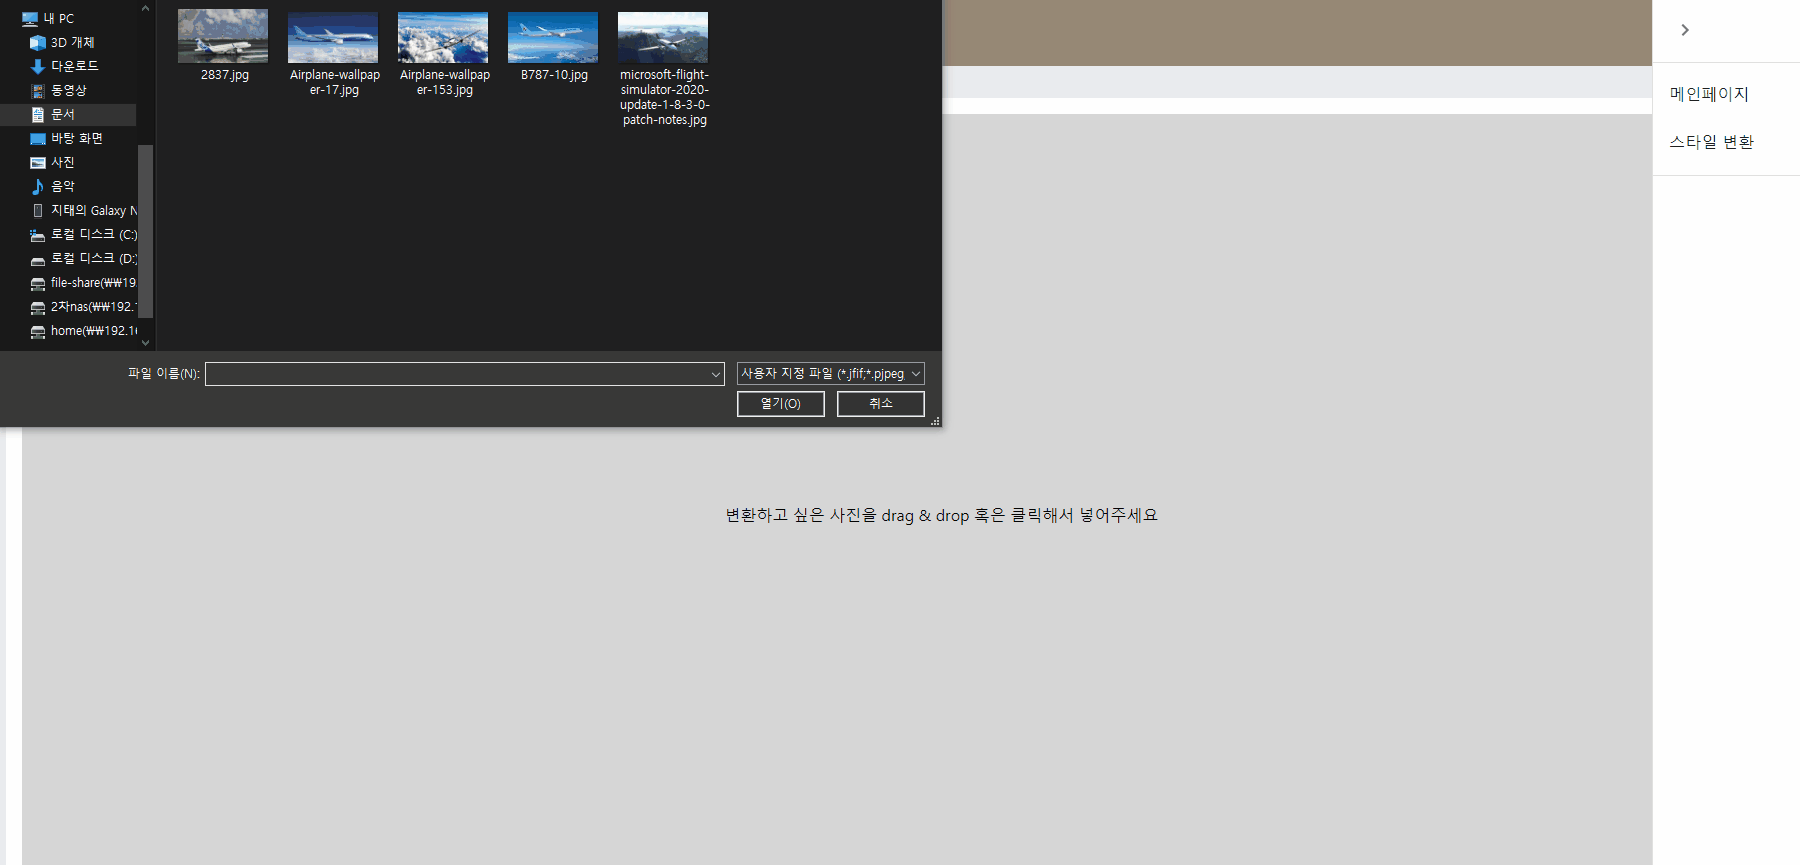 내 PC
3D 개체
다운로드
동영상
문서
바탕 화면
사진
음악
지태의 Galaxy N
로컬 디스크 (C:)
로컬 디스크 (D:)
file-share(₩₩19
2차nas(₩₩192.
home(₩₩192.16
2837.jpg
Airplane-wallpap
er-17.jpg
Airplane-wallpap
er-153.jpg
B787-10.jpg
microsoft-flight-
simulator-2020-
update-1-8-3-0-
patch-notes.jpg
파일 이름(N):
사용자 지정 파일 (*.jfif;*.pjpeg
열기(O)
취소
메인페이지
스타일 변환
변환하고 싶은 사진을 drag & drop 혹은 클릭해서 넣어주세요